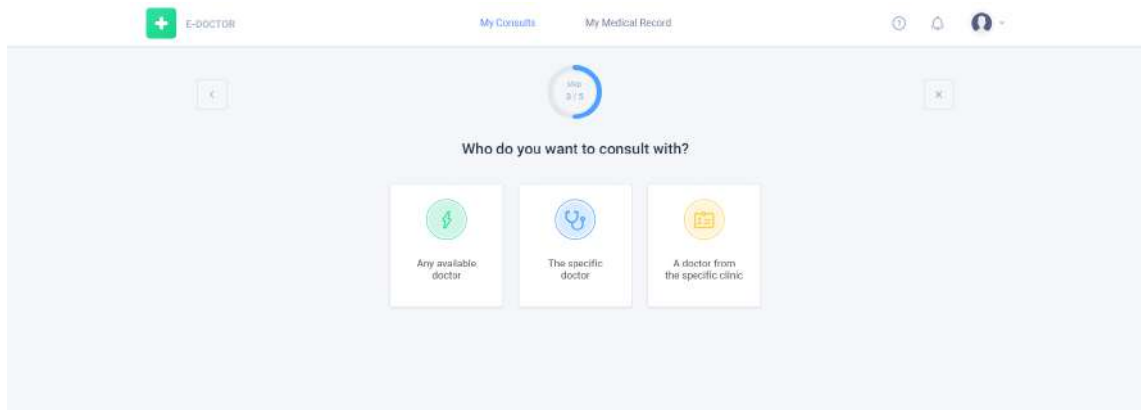 E-DOCTOR
My Consults
My Medical Record
step
3 / 5
Who do you want to consult with?
Any available
doctor
The specific
doctor
A doctor from
the specific clinic